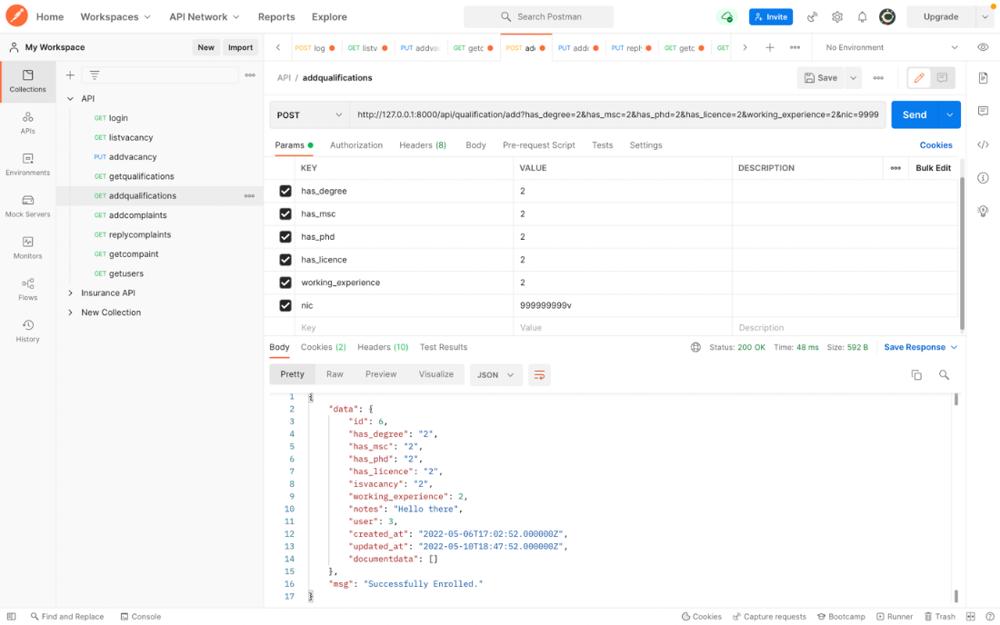 Home Workspaces API Network Reports Explore Search Postman Invite Upgrade
My Workspace New Import
POST log GET listv PUT addva GET getc POST ad PUT addc PUT repl GET getc GET No Environment
Collections
APIs
Environments
Mock Servers
Monitors
Flows
History
API
GET login
GET listvacancy
PUT addvacancy
GET getqualifications
GET addqualifications
GET addcomplaints
GET replycomplaints
GET getcompaint
GET getusers
Insurance API
New Collection
API / addqualifications Save
POST http://127.0.0.1:8000/api/qualification/add?has_degree=2&has_msc=2&has_phd=2&has_licence=2&working_experience=2&nic=9999 Send
Params Authorization Headers (8) Body Pre-request Script Tests Settings Cookies
KEY VALUE DESCRIPTION Bulk Edit
has_degree 2
has_msc 2
has_phd 2
has_licence 2
working_experience 2
nic 999999999v
Key Value Description
Body Cookies (2) Headers (10) Test Results Status: 200 OK Time: 48 ms Size: 592 B Save Response
Pretty Raw Preview Visualize JSON
1 {
2 "data": {
3 "id": 6,
4 "has_degree": "2",
5 "has_msc": "2",
6 "has_phd": "2",
7 "has_licence": "2",
8 "isvacancy": "2",
9 "working_experience": 2,
10 "notes": "Hello there",
11 "user": 3,
12 "created_at": "2022-05-06T17:02:52.000000Z",
13 "updated_at": "2022-05-10T18:47:52.000000Z",
14 "documentdata": []
15 },
16 "msg": "Successfully Enrolled."
17 }
Find and Replace Console Cookies Capture requests Bootcamp Runner Trash